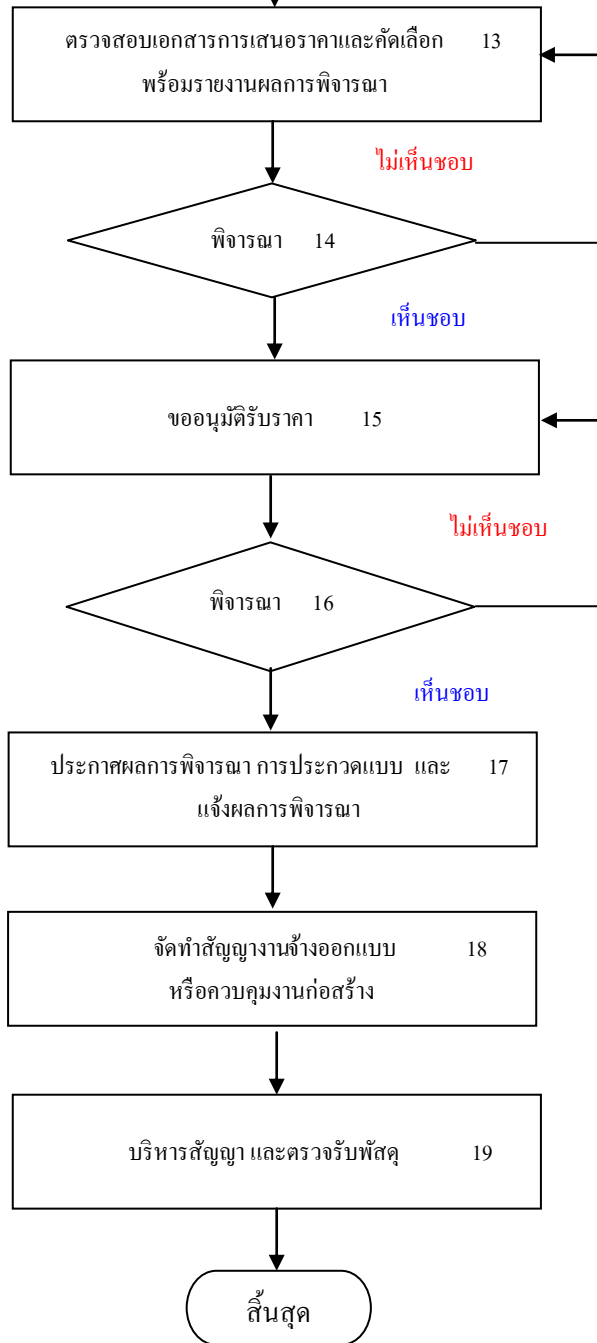 ตรวจสอบเอกสารการเสนอราคาและคัดเลือก 13
พร้อมรายงานผลการพิจารณา
ไม่เห็นชอบ
พิจารณา 14
เห็นชอบ
ขออนุมัติรับราคา 15
ไม่เห็นชอบ
พิจารณา 16
เห็นชอบ
ประกาศผลการพิจารณา การประกวดแบบ และ 17
แจ้งผลการพิจารณา
จัดทำสัญญางานจ้างออกแบบ 18
หรือควบคุมงานก่อสร้าง
บริหารสัญญา และตรวจรับพัสดุ 19
สิ้นสุด